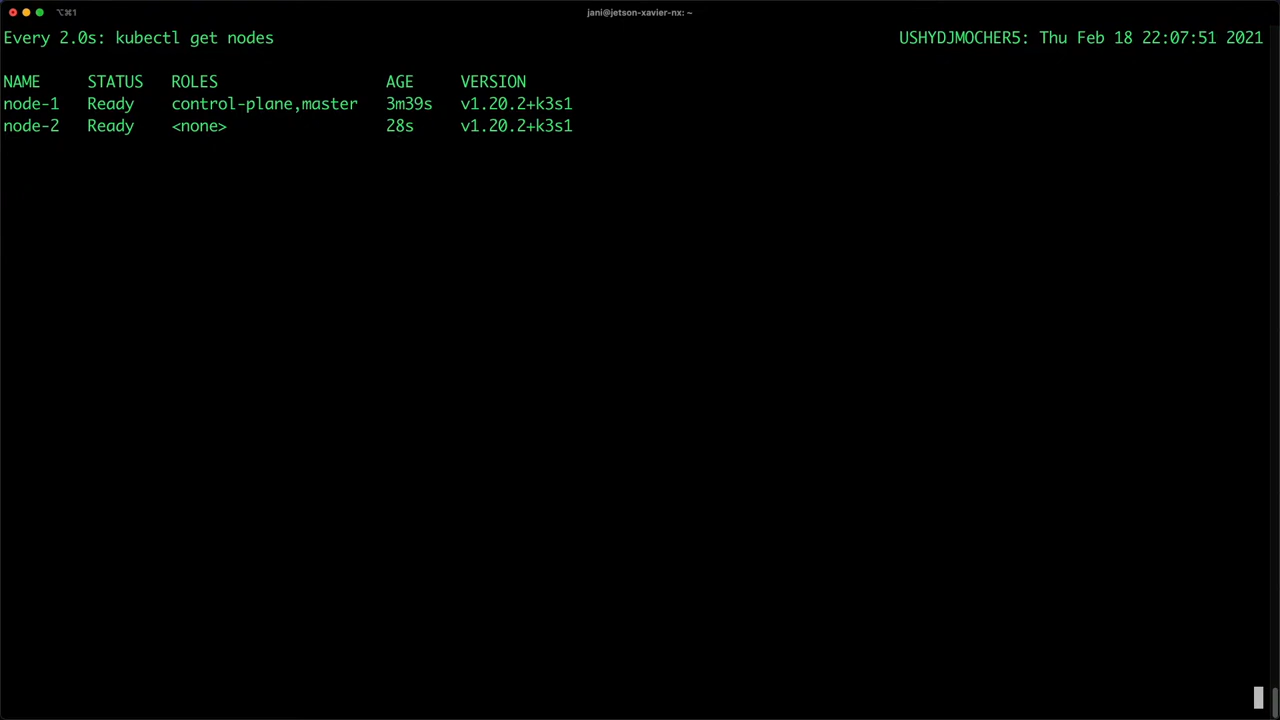 ⌥⌘1 jani@jetson-xavier-nx: ~
Every 2.0s: kubectl get nodes USHYDJMOCHER5: Thu Feb 18 22:07:51 2021
NAME STATUS ROLES AGE VERSION
node-1 Ready control-plane,master 3m39s v1.20.2+k3s1
node-2 Ready <none> 28s v1.20.2+k3s1